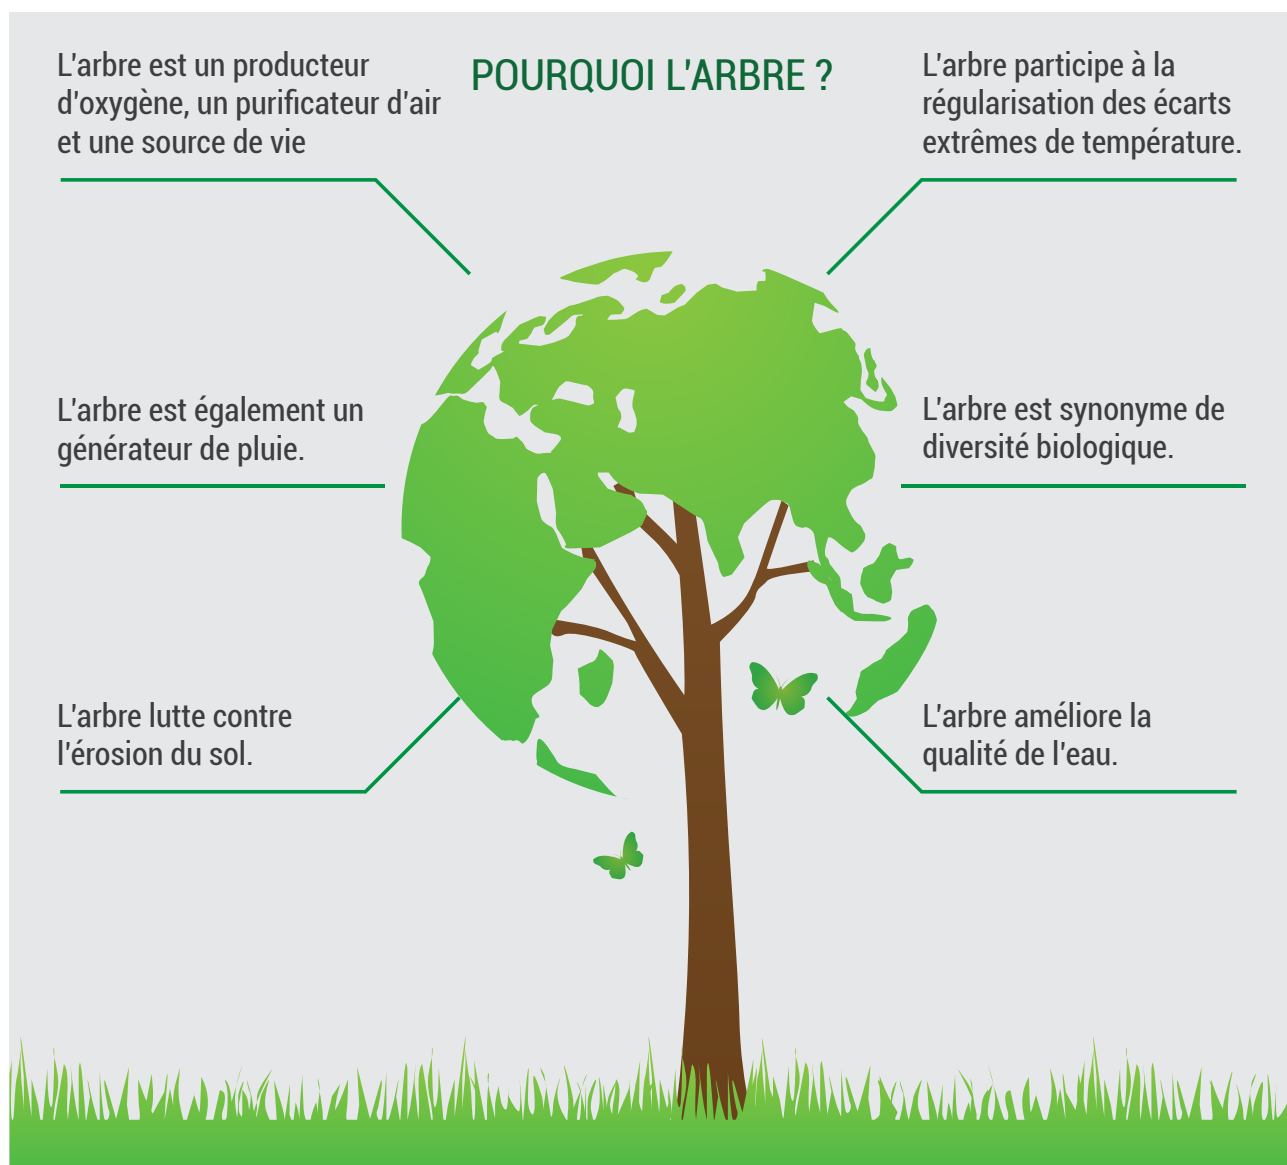 POURQUOI L'ARBRE ?
L'arbre est un producteur
d'oxygène, un purificateur d'air
et une source de vie
L'arbre participe à la
régularisation des écarts
extrêmes de température.
L'arbre est également un
générateur de pluie.
L'arbre est synonyme de
diversité biologique.
L'arbre lutte contre
l'érosion du sol.
L'arbre améliore la
qualité de l'eau.